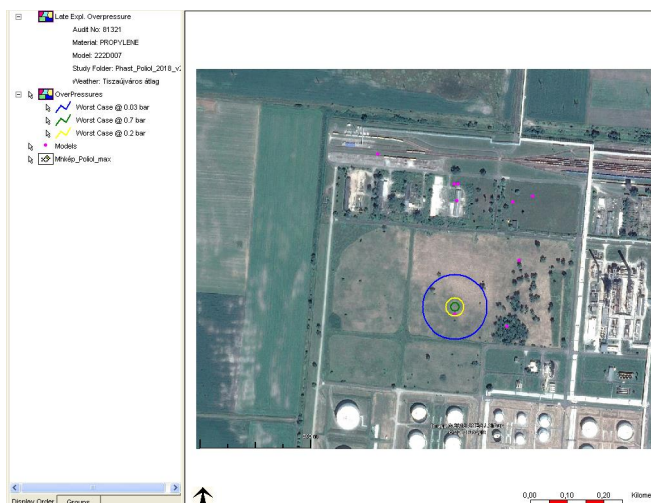 Late Expl. Overpressure
Audit No: 81321
Material: PROPYLENE
Model: 222D007
Study Folder: Phast_Poliol_2018_v2
Weather: Tiszaújváros átlag
OverPressures
Worst Case @ 0.03 bar
Worst Case @ 0.7 bar
Worst Case @ 0.2 bar
Models
Mhkép_Poliol_max
Display Order
Groups
0,00 0,10 0,20 Kilome